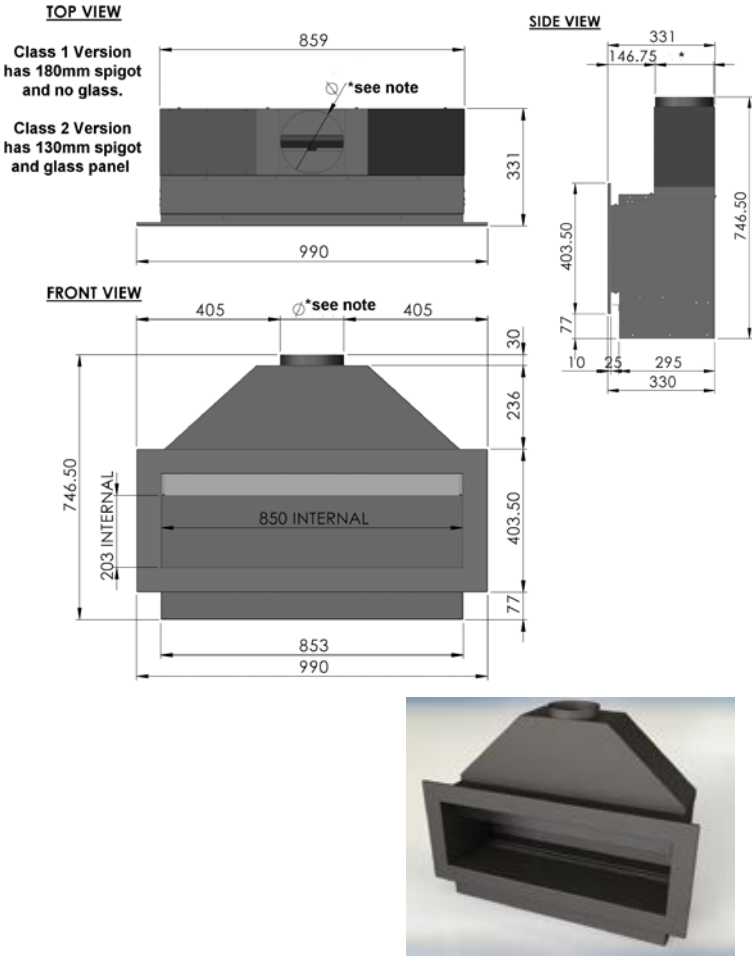 TOP VIEW
Class 1 Version
has 180mm spigot
and no glass.
Class 2 Version
has 130mm spigot
and glass panel
859
∅ *see note
331
990
SIDE VIEW
331
146.75 *
403.50
77
746.50
10 25 295
330
FRONT VIEW
405 ∅ *see note 405
30
236
746.50
203 INTERNAL
850 INTERNAL
403.50
77
853
990